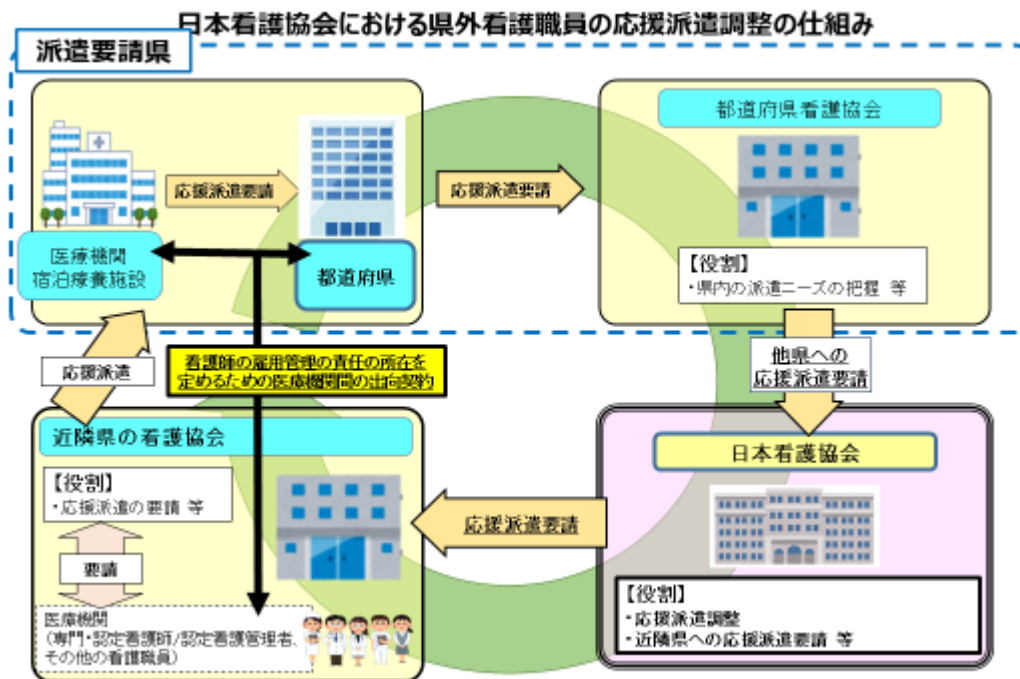 日本看護協会における県外看護職員の応援派遣調整の仕組み
派遣要請県
応援派遣要請
医療機関
宿泊療養施設
都道府県
応援派遣要請
都道府県看護協会
【役割】
・県内の派遣ニーズの把握 等
他県への
応援派遣要請
日本看護協会
【役割】
・応援派遣調整
・近隣県への応援派遣要請 等
応援派遣要請
近隣県の看護協会
【役割】
・応援派遣の要請 等
要請
医療機関
(専門・認定看護師/認定看護管理者、
その他の看護職員)
応援派遣
看護師の雇用管理の責任の所在を
定めるための医療機関間の出向契約